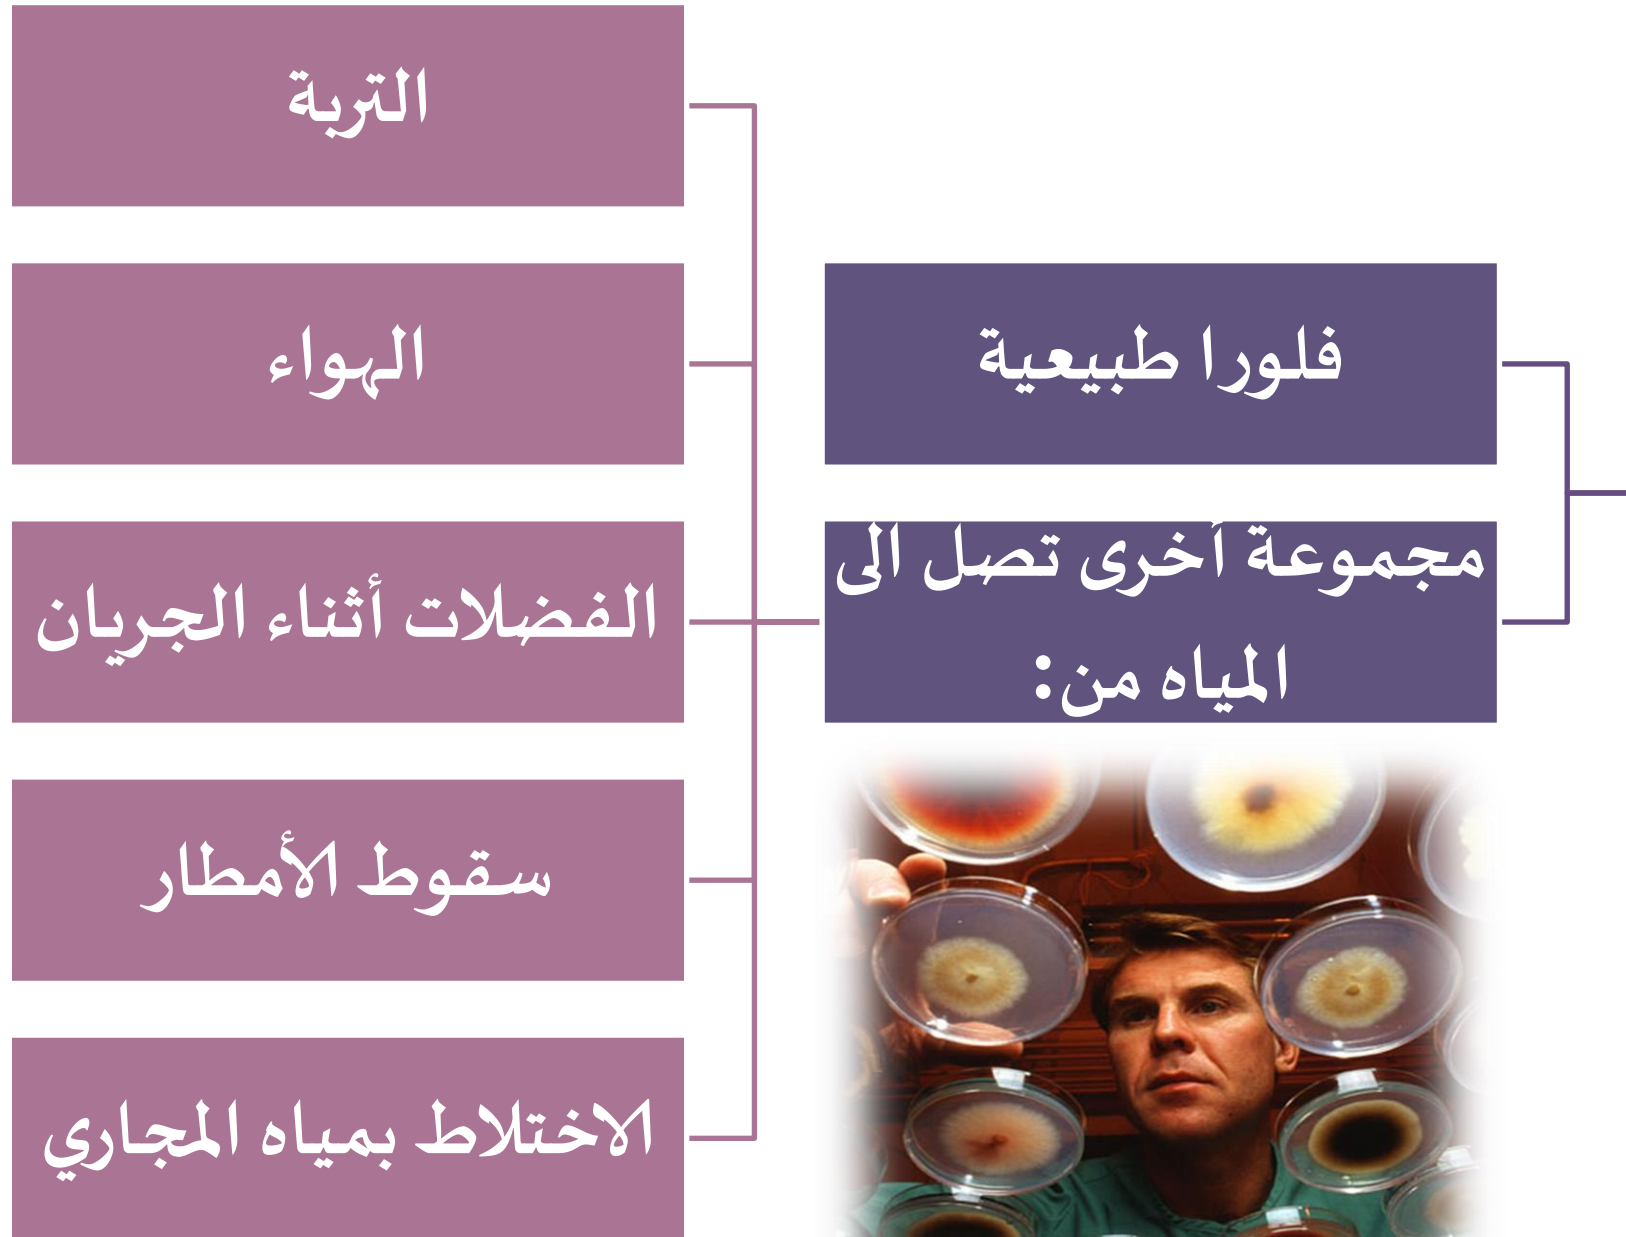 فلورا طبيعية
مجموعة أخرى تصل الى
المياه من:
التربة
الهواء
الفضلات أثناء الجريان
سقوط الأمطار
الاختلاط بمياه المجاري